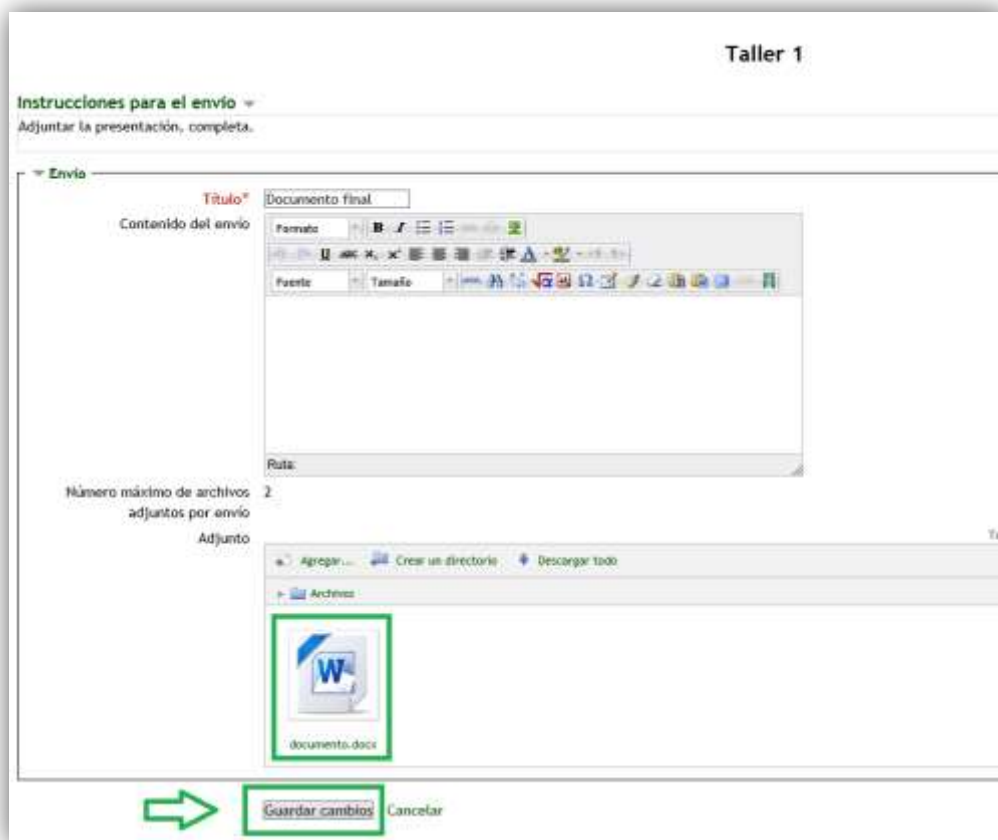 Taller 1
Instrucciones para el envío
Adjuntar la presentación, completa.
Envío
Título* Documento final
Contenido del envío
Formato
Fuente Tamaño
Ruta:
Número máximo de archivos 2
adjuntos por envío
Adjunto
Agregar... Crear un directorio Descargar todo
Archivos
documento.docx
Guardar cambios Cancelar